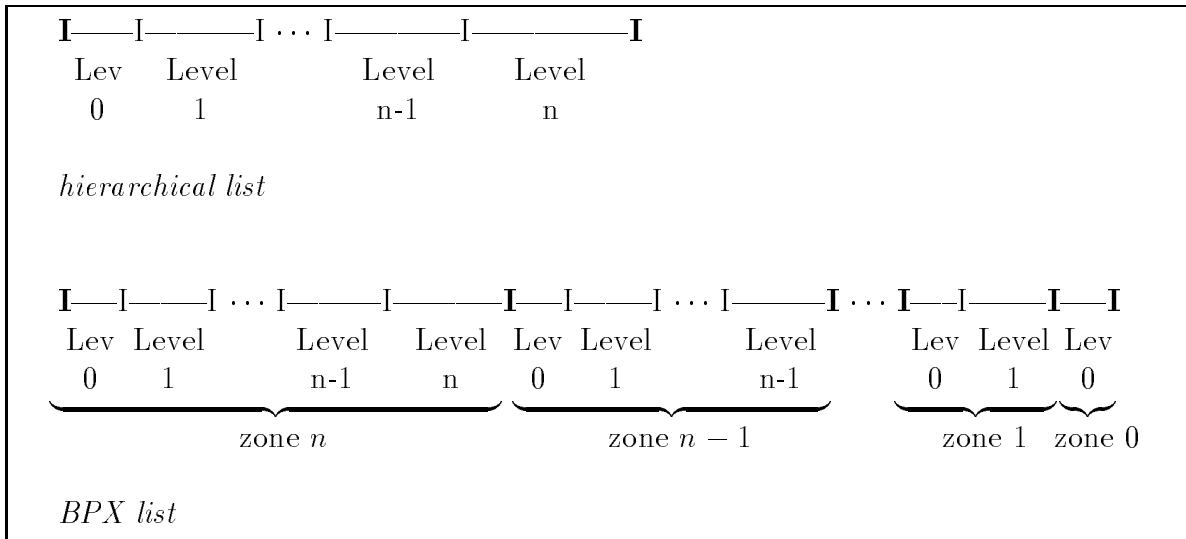 I——I———I ··· I————I—————I
Lev Level Level Level
0 1 n-1 n
hierarchical list
I——I———I ··· I———I———I——I———I ··· I———I ··· I——I———I——I
Lev Level Level Level Lev Level Level Lev Level Lev
0 1 n-1 n 0 1 n-1 0 1 0
zone n zone n − 1 zone 1 zone 0
BPX list